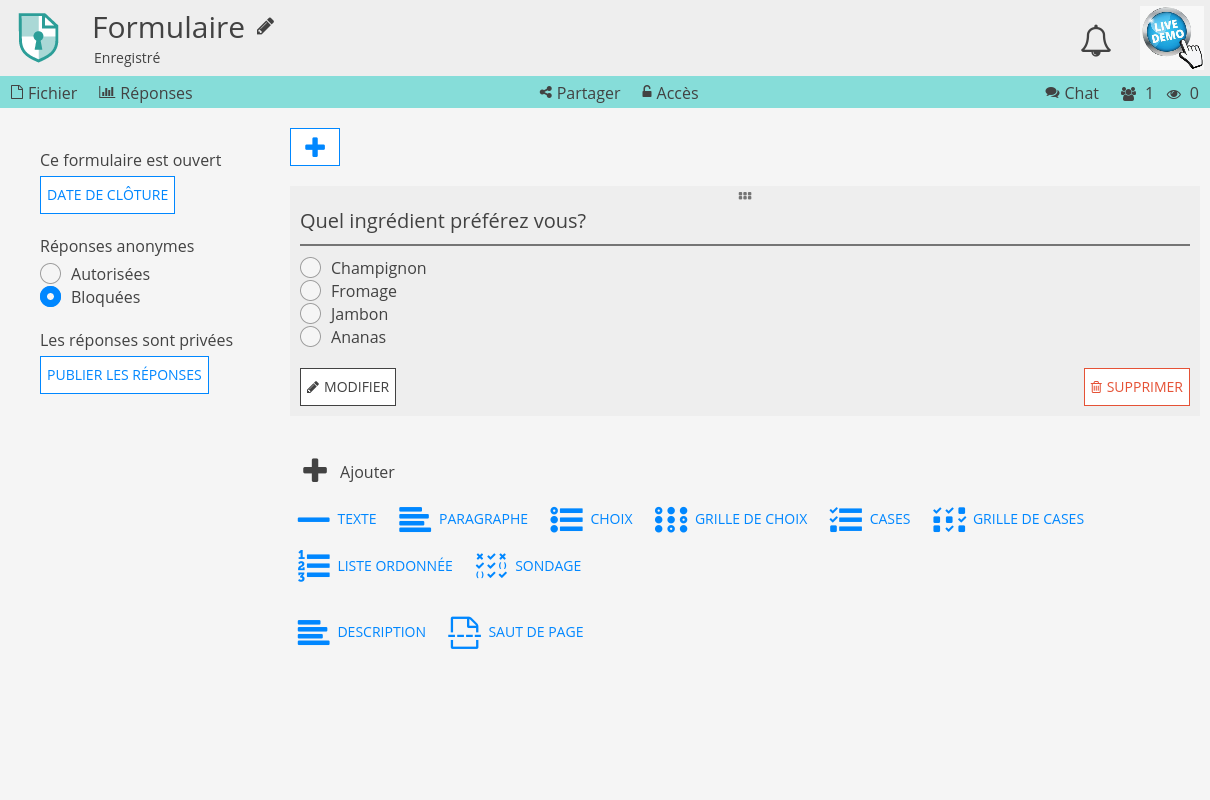 Formulaire
Enregistré
LIVE
DEMO
Fichier Réponses Partager Accès Chat 1 0
Ce formulaire est ouvert
DATE DE CLÔTURE
Réponses anonymes
Autorisées
Bloquées
Les réponses sont privées
PUBLIER LES RÉPONSES
Quel ingrédient préférez vous?
Champignon
Fromage
Jambon
Ananas
MODIFIER SUPPRIMER
Ajouter
TEXTE PARAGRAPHE CHOIX GRILLE DE CHOIX CASES GRILLE DE CASES
LISTE ORDONNÉE SONDAGE
DESCRIPTION SAUT DE PAGE